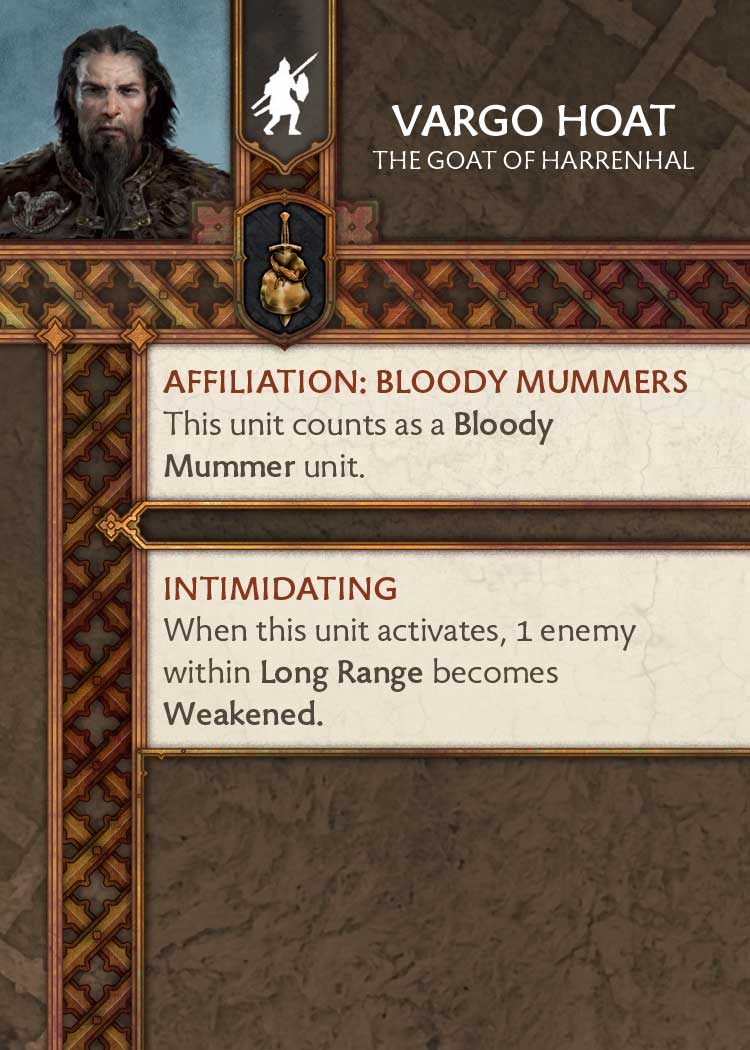 VARGO HOAT
THE GOAT OF HARRENHAL
AFFILIATION: BLOODY MUMMERS
This unit counts as a Bloody
Mummer unit.
INTIMIDATING
When this unit activates, 1 enemy
within Long Range becomes
Weakened.